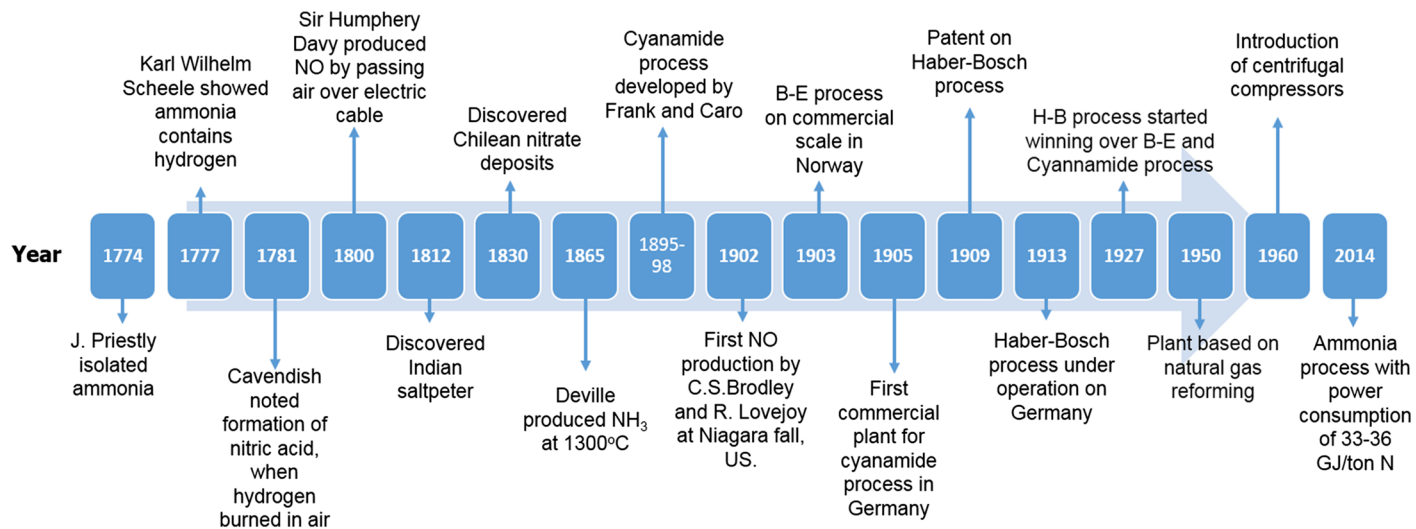 Karl Wilhelm
Scheele showed
ammonia
contains
hydrogen
Sir Humphery
Davy produced
NO by passing
air over electric
cable
Discovered
Chilean nitrate
deposits
Cyanamide
process
developed by
Frank and Caro
B-E process
on commercial
scale in
Norway
Patent on
Haber-Bosch
process
H-B process started
winning over B-E and
Cyannamide process
Introduction
of centrifugal
compressors
Year
1774
1777
1781
1800
1812
1830
1865
1895-
98
1902
1903
1905
1909
1913
1927
1950
1960
2014
J. Priestly
isolated
ammonia
Cavendish
noted
formation of
nitric acid,
when
hydrogen
burned in air
Discovered
Indian
saltpeter
Deville
produced NH₃
at 1300ºC
First NO
production by
C.S.Brodley
and R. Lovejoy
at Niagara fall,
US.
First
commercial
plant for
cyanamide
process in
Germany
Haber-Bosch
process under
operation on
Germany
Plant based on
natural gas
reforming
Ammonia
process with
power
consumption
of 33-36
GJ/ton N